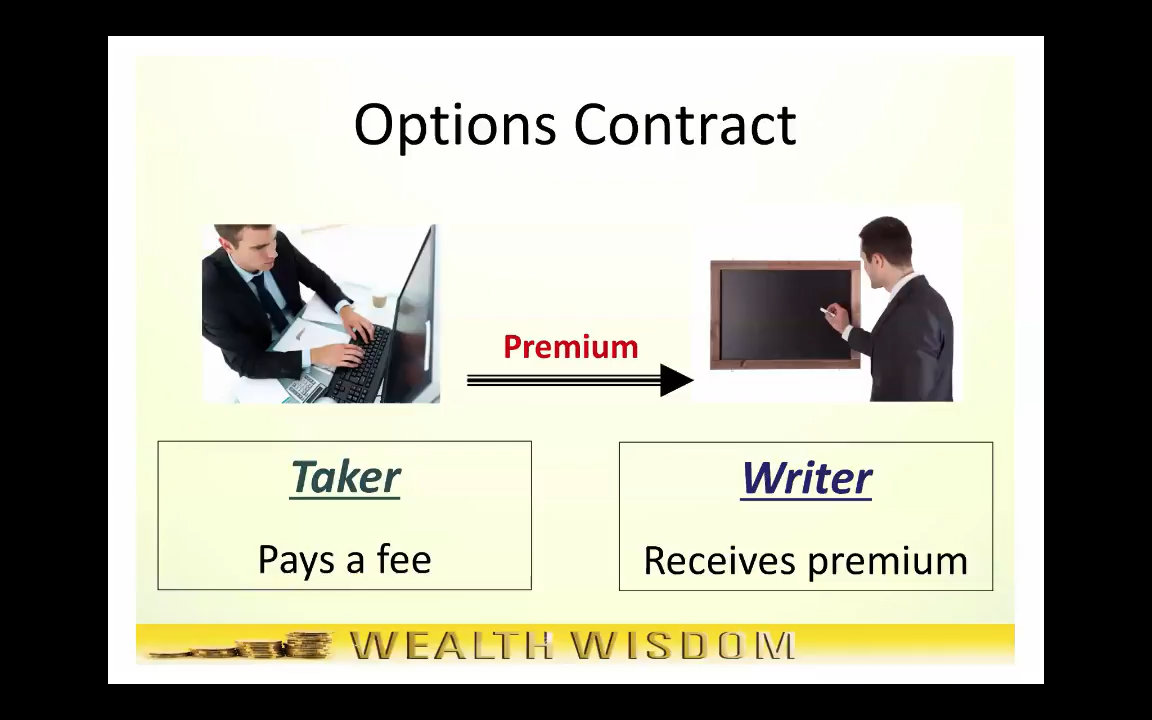 Options Contract
Premium
Taker
Pays a fee
Writer
Receives premium
WEALTH WISDOM